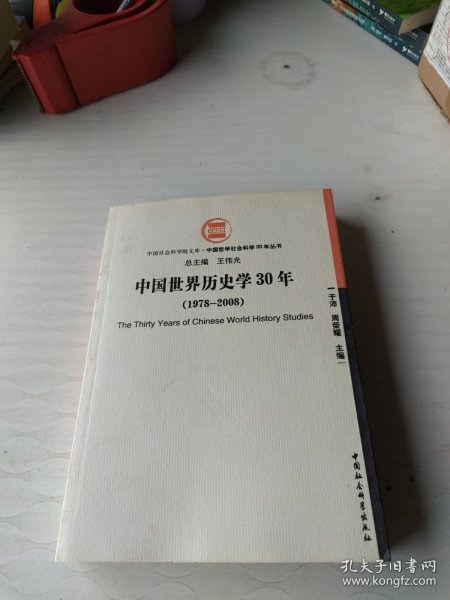 CASS
中国社会科学院文库·中国哲学社会科学30年丛书
总主编 王伟光
中国世界历史学30年
(1978-2008)
The Thirty Years of Chinese World History Studies
于沛 周荣耀 主编
中国社会科学出版社
孔夫子旧书网
www.kongfz.com